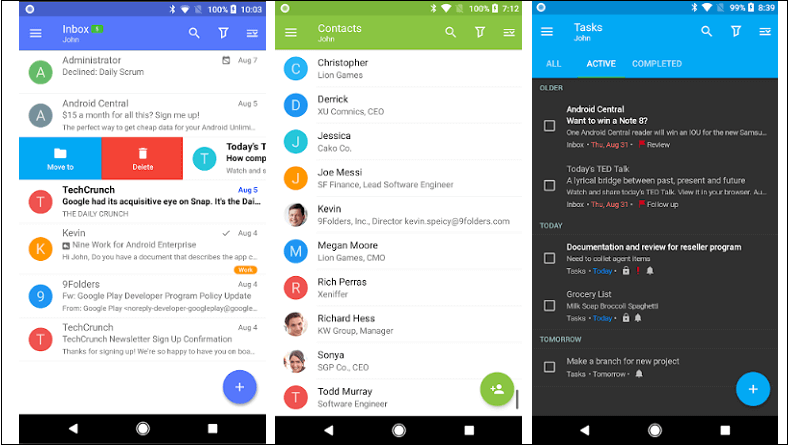 100% 10:03
Inbox 5
John
A
Administrator
Aug 7
Declined: Daily Scrum
A
Android Central
Aug 5
$15 a month for all this? Sign me up!
The perfect way to get cheap data for your Android Unlimi...
Move to
Delete
T
Today's T
How comp
Watch and s
T
TechCrunch
Aug 5
Google had its acquisitive eye on Snap. It's the Dai...
THE DAILY CRUNCH
K
Kevin
Aug 4
Nine Work for Android Enterprise
Hi John, Do you have a document that describes the app c...
Work
9
9Folders
Aug 4
Fw: Google Play Developer Program Policy Update
From: Google Play <noreply-developer-googleplay@google...
T
TechCrunch
Aug 4
TechCrunch Newsletter Sign Up Confirmation
Thanks for signing up! We're so happy to have you on boa...
+
100% 7:12
Contacts
John
C
Christopher
Lion Games
D
Derrick
XU Comnics, CEO
J
Jessica
Cako Co,
J
Joe Messi
SF Finance, Lead Software Engineer
Kevin
9Folders, Inc., Director kevin.speicy@9folders.com
M
Megan Moore
Lion Games, CMO
R
Rich Perras
Xeniffer
Richard Hess
KW Group, Manager
Sonya
SGP Co., CEO
T
Todd Murray
Software Engineer
99% 8:39
Tasks
John
ALL
ACTIVE
COMPLETED
OLDER
Android Central
Want to win a Note 8?
One Android Central reader will win an IOU for the new Samsu...
Inbox • Thu, Aug 31 • Review
Today's TED Talk
A lyrical bridge between past, present and future
Watch and share today's TED Talk. View it in your browser. Au...
Inbox • Thu, Aug 31 • Follow up
TODAY
Documentation and review for reseller program
Need to collet agent items
Tasks • Today •
Grocery List
Milk Soap Broccoli Spaghetti
Tasks • Today •
TOMORROW
Make a branch for new project
Tasks • Tomorrow •
+